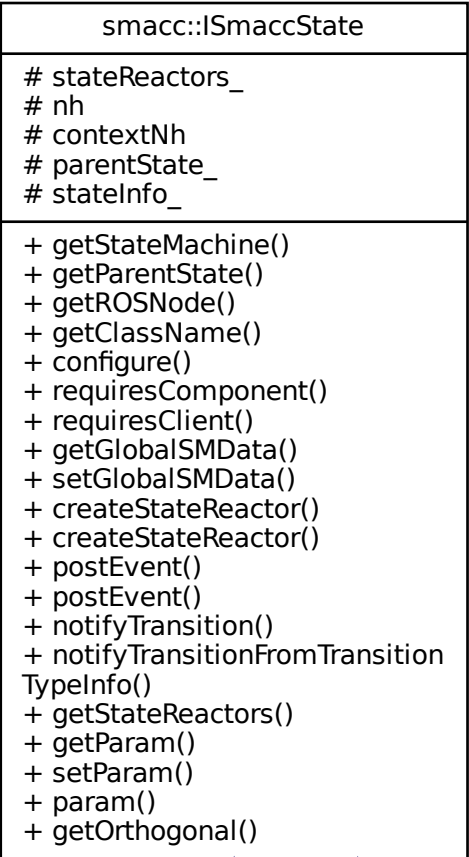 smacc::ISmaccState
# stateReactors_
# nh
# contextNh
# parentState_
# stateInfo_
+ getStateMachine()
+ getParentState()
+ getROSNode()
+ getClassName()
+ configure()
+ requiresComponent()
+ requiresClient()
+ getGlobalSMData()
+ setGlobalSMData()
+ createStateReactor()
+ createStateReactor()
+ postEvent()
+ postEvent()
+ notifyTransition()
+ notifyTransitionFromTransition
TypeInfo()
+ getStateReactors()
+ getParam()
+ setParam()
+ param()
+ getOrthogonal()